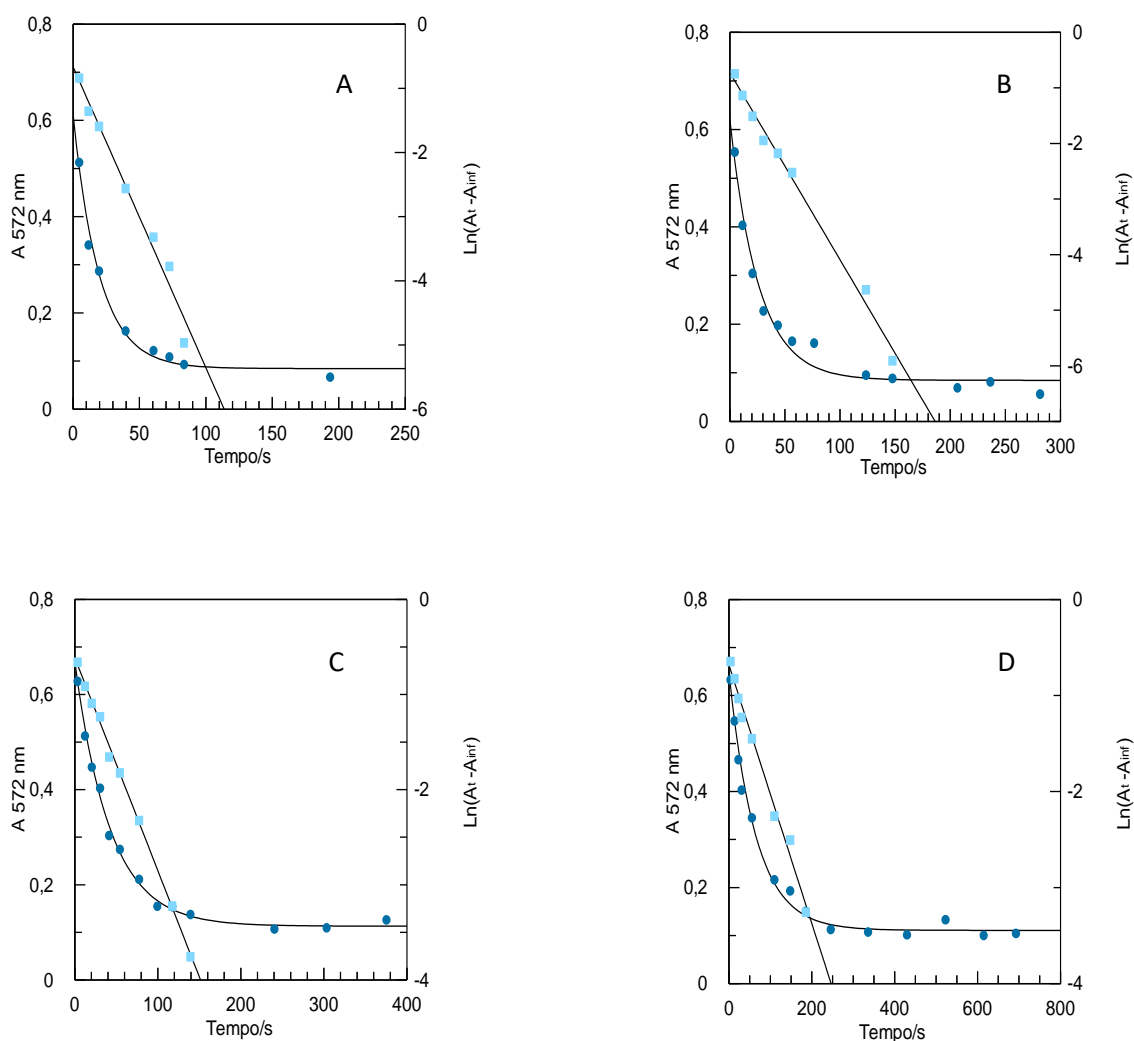 0,8
0,6
0,4
0,2
0
0
-2
-4
-6
A
A 572 nm
Ln(At -Ainf)
0 50 100 150 200 250
Tempo/s
0,8
0,6
0,4
0,2
0
0
-2
-4
-6
B
A 572 nm
Ln(At -Ainf)
0 50 100 150 200 250 300
Tempo/s
0,8
0,6
0,4
0,2
0
0
-2
-4
C
A 572 nm
Ln(At -Ainf)
0 100 200 300 400
Tempo/s
0,8
0,6
0,4
0,2
0
0
-2
-4
D
A 572 nm
Ln(At -Ainf)
0 200 400 600 800
Tempo/s